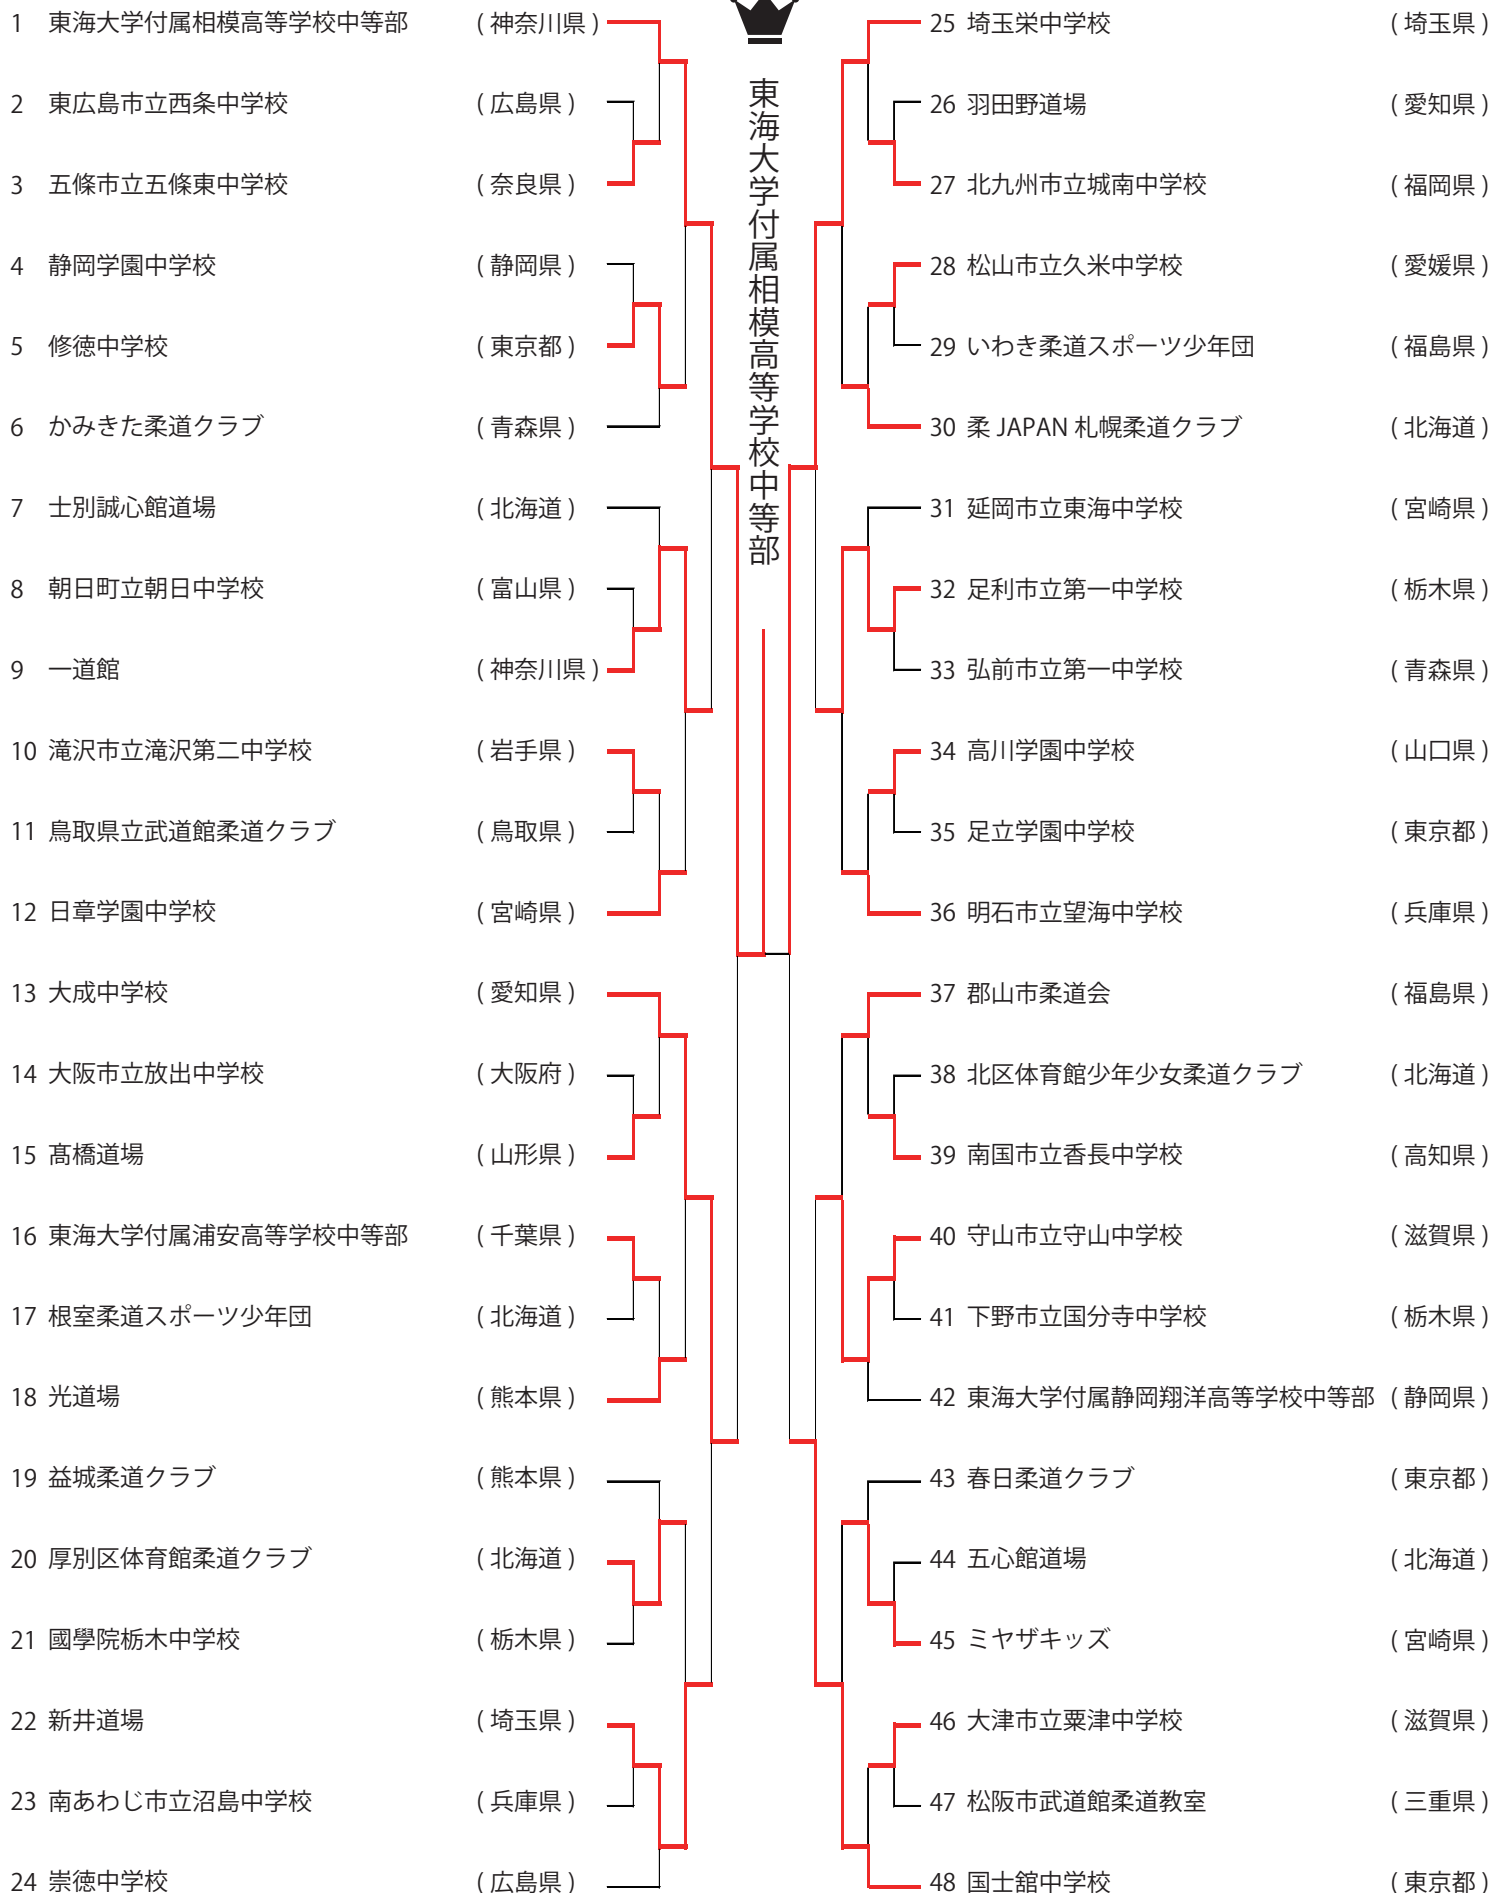 1 東海大学付属相模高等学校中等部 ( 神奈川県 )
2 東広島市立西条中学校 ( 広島県 )
3 五條市立五條東中学校 ( 奈良県 )
4 静岡学園中学校 ( 静岡県 )
5 修徳中学校 ( 東京都 )
6 かみきた柔道クラブ ( 青森県 )
7 士別誠心館道場 ( 北海道 )
8 朝日町立朝日中学校 ( 富山県 )
9 一道館 ( 神奈川県 )
10 滝沢市立滝沢第二中学校 ( 岩手県 )
11 鳥取県立武道館柔道クラブ ( 鳥取県 )
12 日章学園中学校 ( 宮崎県 )
13 大成中学校 ( 愛知県 )
14 大阪市立放出中学校 ( 大阪府 )
15 髙橋道場 ( 山形県 )
16 東海大学付属浦安高等学校中等部 ( 千葉県 )
17 根室柔道スポーツ少年団 ( 北海道 )
18 光道場 ( 熊本県 )
19 益城柔道クラブ ( 熊本県 )
20 厚別区体育館柔道クラブ ( 北海道 )
21 國學院栃木中学校 ( 栃木県 )
22 新井道場 ( 埼玉県 )
23 南あわじ市立沼島中学校 ( 兵庫県 )
24 崇徳中学校 ( 広島県 )
東海大学付属相模高等学校中等部
25 埼玉栄中学校 ( 埼玉県 )
26 羽田野道場 ( 愛知県 )
27 北九州市立城南中学校 ( 福岡県 )
28 松山市立久米中学校 ( 愛媛県 )
29 いわき柔道スポーツ少年団 ( 福島県 )
30 柔 JAPAN 札幌柔道クラブ ( 北海道 )
31 延岡市立東海中学校 ( 宮崎県 )
32 足利市立第一中学校 ( 栃木県 )
33 弘前市立第一中学校 ( 青森県 )
34 高川学園中学校 ( 山口県 )
35 足立学園中学校 ( 東京都 )
36 明石市立望海中学校 ( 兵庫県 )
37 郡山市柔道会 ( 福島県 )
38 北区体育館少年少女柔道クラブ ( 北海道 )
39 南国市立香長中学校 ( 高知県 )
40 守山市立守山中学校 ( 滋賀県 )
41 下野市立国分寺中学校 ( 栃木県 )
42 東海大学付属静岡翔洋高等学校中等部 ( 静岡県 )
43 春日柔道クラブ ( 東京都 )
44 五心館道場 ( 北海道 )
45 ミヤザキッズ ( 宮崎県 )
46 大津市立粟津中学校 ( 滋賀県 )
47 松阪市武道館柔道教室 ( 三重県 )
48 国士舘中学校 ( 東京都 )